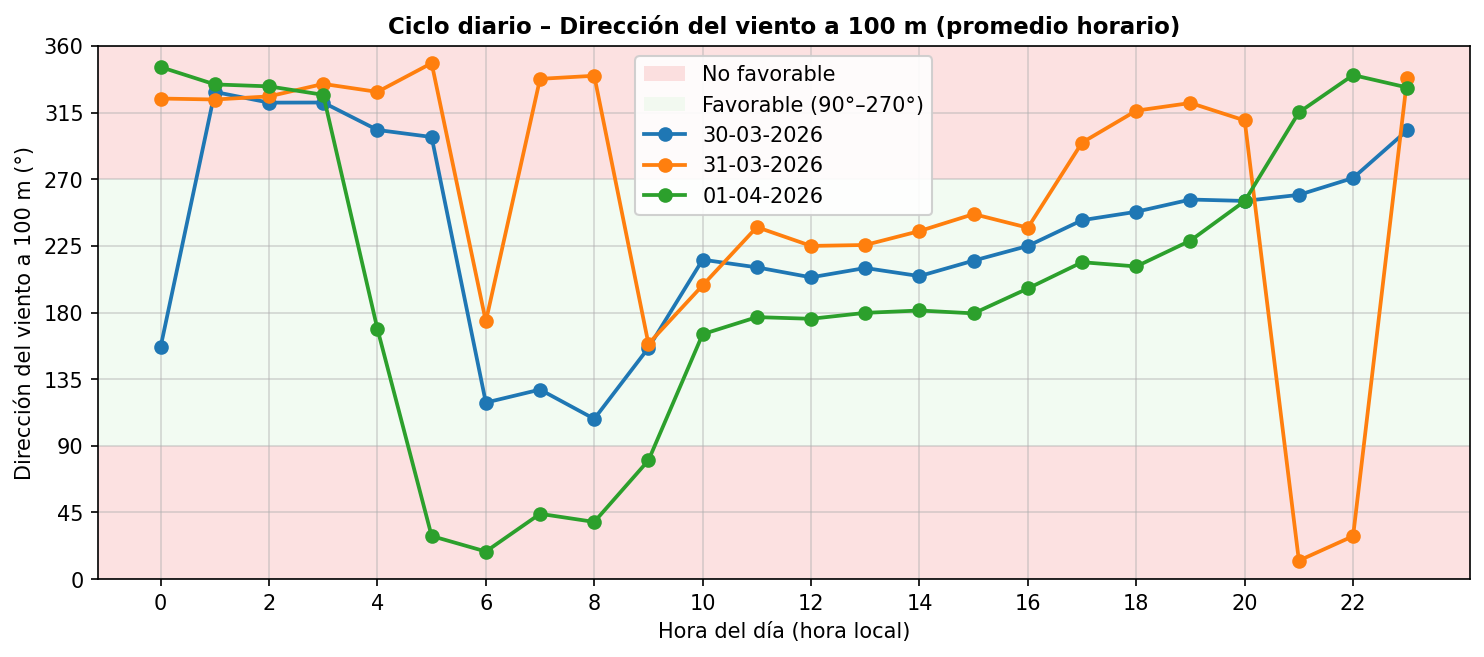 Ciclo diario – Dirección del viento a 100 m (promedio horario)
No favorable
Favorable (90°–270°)
30-03-2026
31-03-2026
01-04-2026
Dirección del viento a 100 m (°)
360
315
270
225
180
135
90
45
0
0 2 4 6 8 10 12 14 16 18 20 22
Hora del día (hora local)